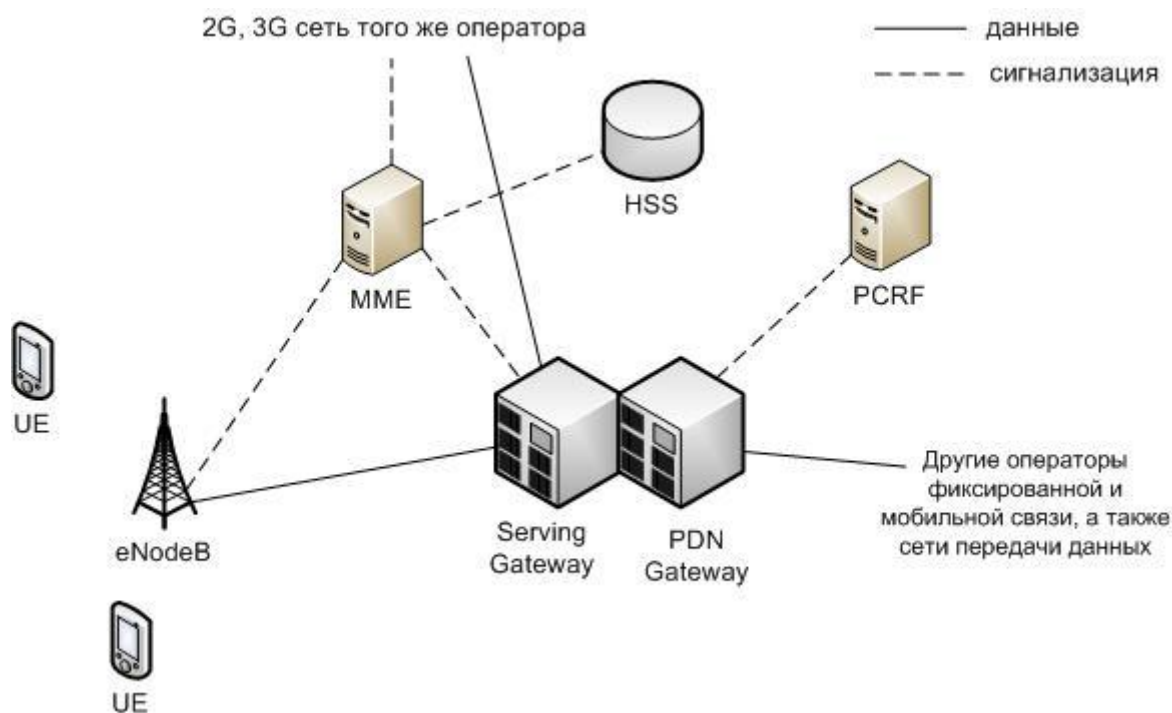 2G, 3G сеть того же оператора
данные
сигнализация
HSS
MME
PCRF
UE
eNodeB
Serving
Gateway
PDN
Gateway
Другие операторы
фиксированной и
мобильной связи, а также
сети передачи данных
UE